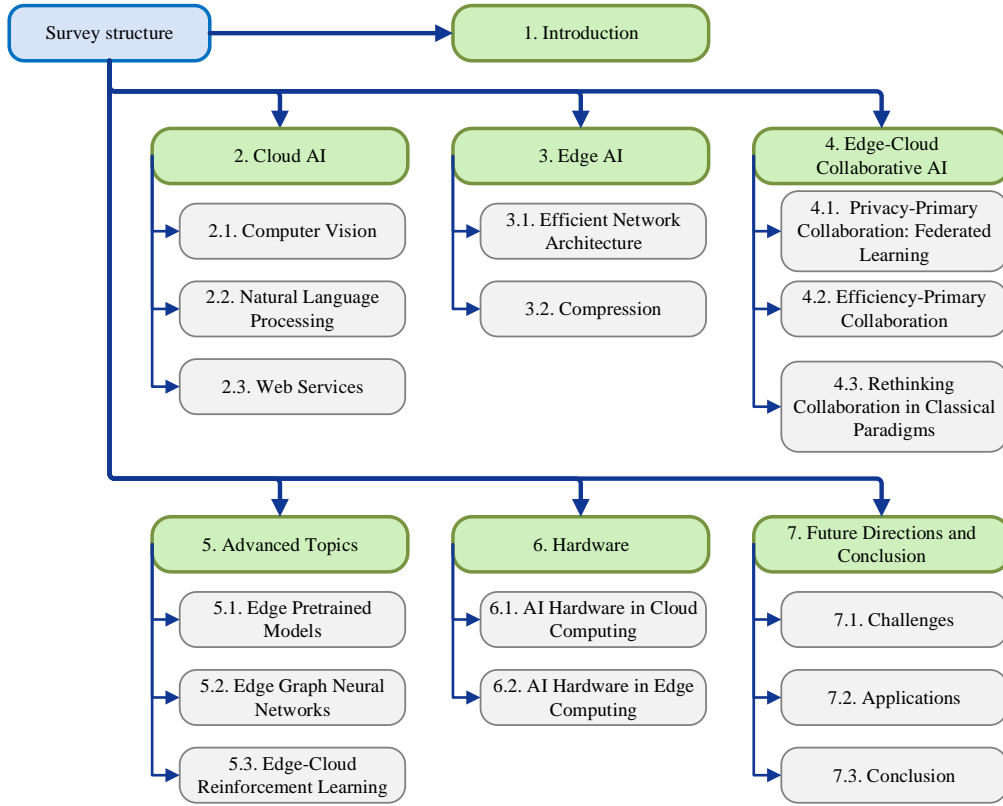 Survey structure
1. Introduction
2. Cloud AI
2.1. Computer Vision
2.2. Natural Language
Processing
2.3. Web Services
3. Edge AI
3.1. Efficient Network
Architecture
3.2. Compression
4. Edge-Cloud
Collaborative AI
4.1. Privacy-Primary
Collaboration: Federated
Learning
4.2. Efficiency-Primary
Collaboration
4.3. Rethinking
Collaboration in Classical
Paradigms
5. Advanced Topics
5.1. Edge Pretrained
Models
5.2. Edge Graph Neural
Networks
5.3. Edge-Cloud
Reinforcement Learning
6. Hardware
6.1. AI Hardware in Cloud
Computing
6.2. AI Hardware in Edge
Computing
7. Future Directions and
Conclusion
7.1. Challenges
7.2. Applications
7.3. Conclusion